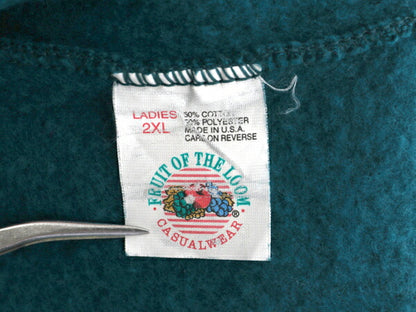 LADIES
2XL
50% COTTON
50% POLYESTER
MADE IN U.S.A.
CARE ON REVERSE
FRUIT OF THE LOOM
®
CASUALWEAR